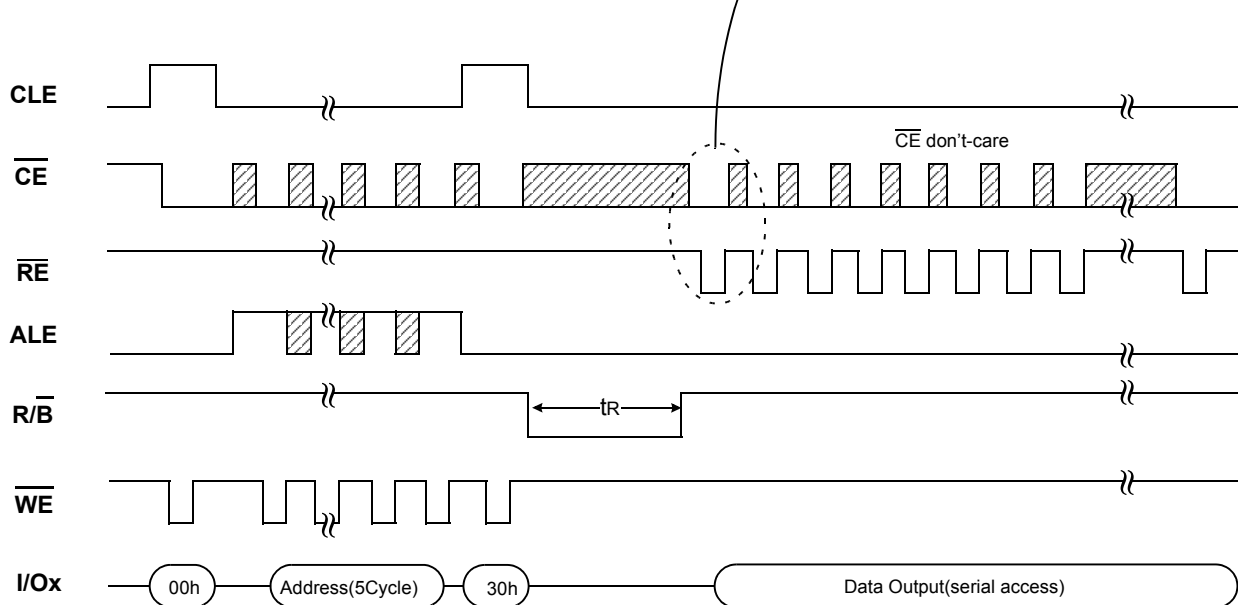 CLE
CE
CE don't-care
RE
ALE
R/B
tR
WE
I/Ox
00h
Address(5Cycle)
30h
Data Output(serial access)